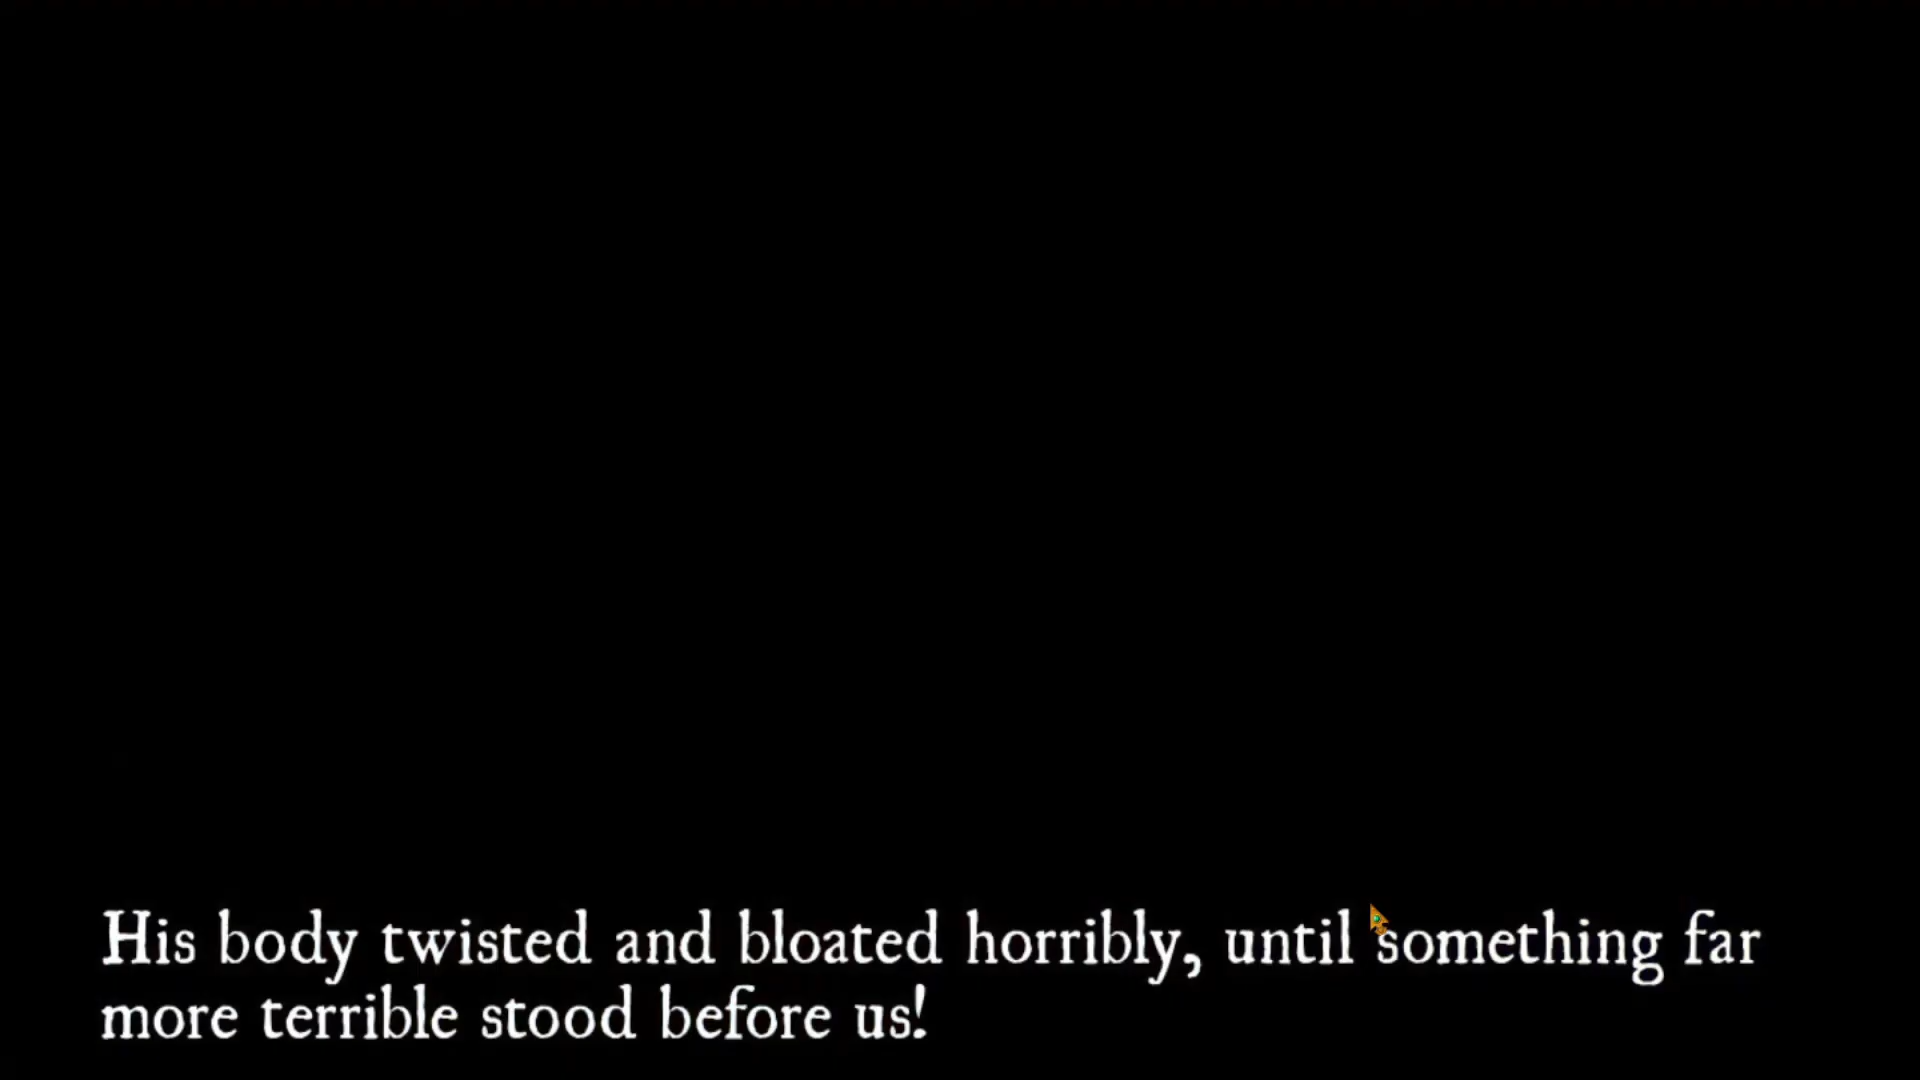 His body twisted and bloated horribly, until something far
more terrible stood before us!